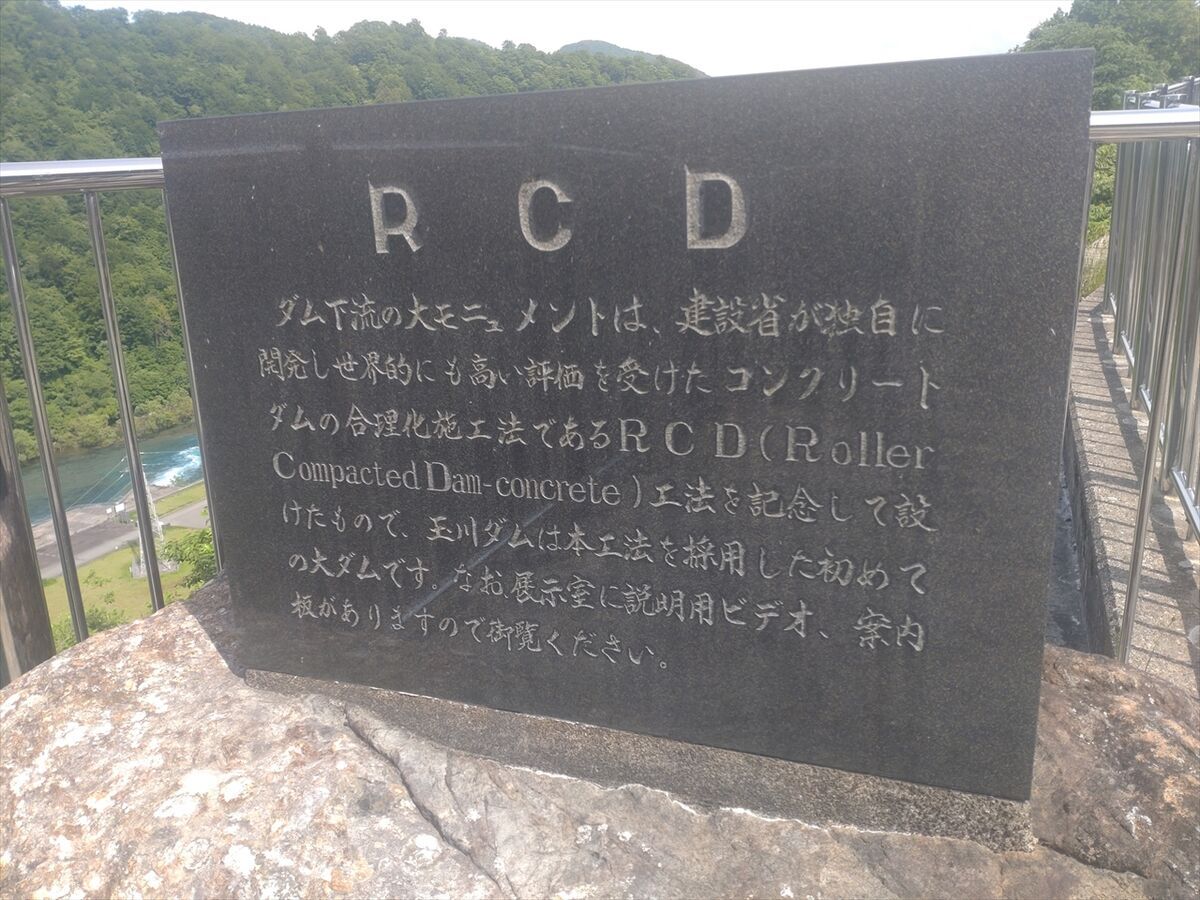 RCD
ダム下流の大モニュメントは、建設省が独自に
開発し世界的にも高い評価を受けたコンクリート
ダムの合理化施工法であるRCD(Roller
Compacted Dam-concrete)工法を記念して設
けたもので、玉川ダムは本工法を採用した初めて
の大ダムです。なお、展示室に説明用ビデオ、案内
板がありますので御覧ください。